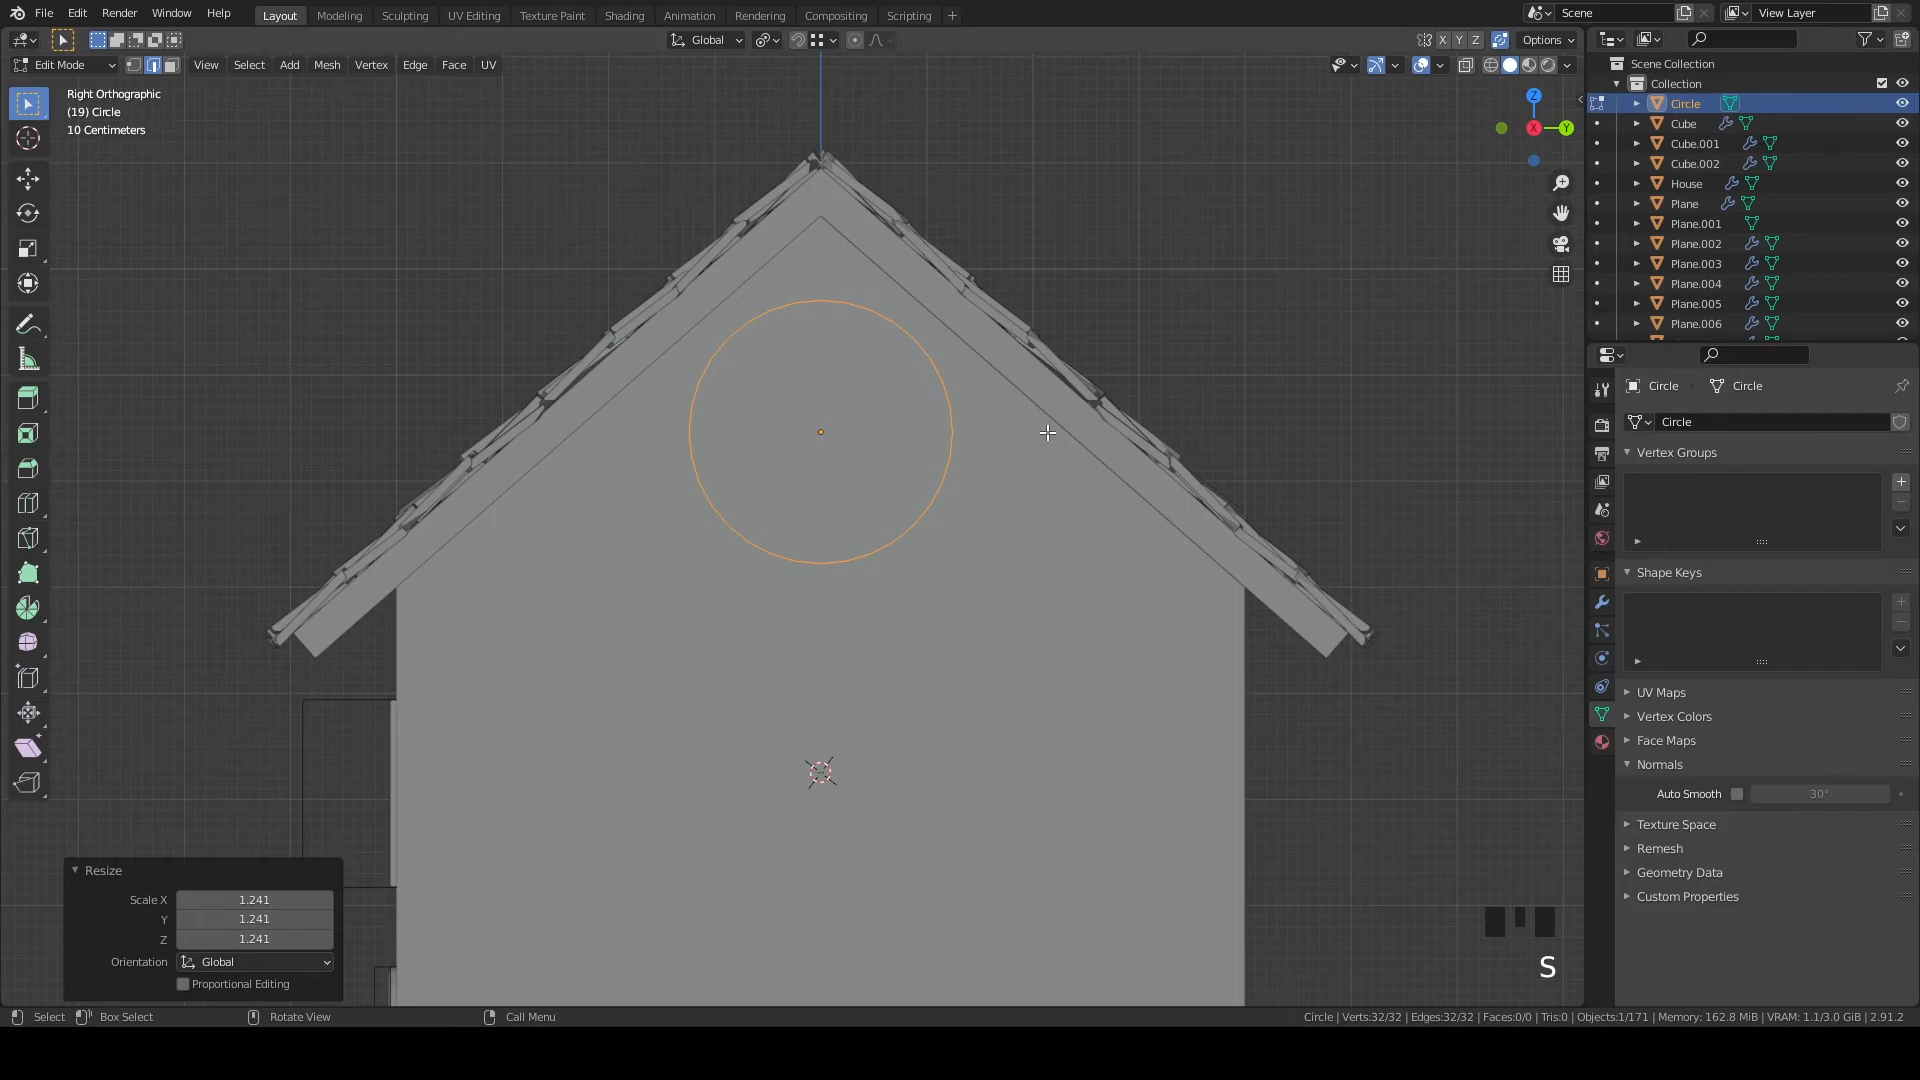 File Edit Render Window Help Layout Modeling Sculpting UV Editing Texture Paint Shading Animation Rendering Compositing Scripting + Scene View Layer
Global X Y Z Options
Edit Mode View Select Add Mesh Vertex Edge Face UV
Right Orthographic
(19) Circle
10 Centimeters
Z
X
Y
Scene Collection
Collection
Circle
Cube
Cube.001
Cube.002
House
Plane
Plane.001
Plane.002
Plane.003
Plane.004
Plane.005
Plane.006
Circle Circle
Circle
Vertex Groups
Shape Keys
UV Maps
Vertex Colors
Face Maps
Normals
Auto Smooth 30°
Texture Space
Remesh
Geometry Data
Custom Properties
Resize
Scale X 1.241
Y 1.241
Z 1.241
Orientation Global
Proportional Editing
S
Select Box Select Rotate View Call Menu Circle | Verts:32/32 | Edges:32/32 | Faces:0/0 | Tris:0 | Objects:1/171 | Memory: 162.8 MiB | VRAM: 1.1/3.0 GiB | 2.91.2